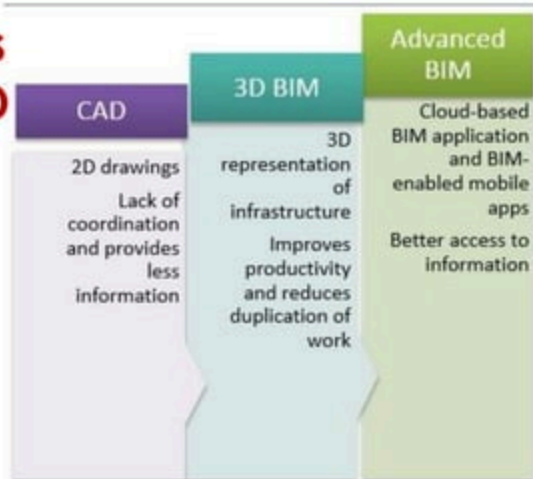 CAD
2D drawings
Lack of
coordination
and provides
less
information
3D BIM
3D
representation
of
infrastructure
Improves
productivity
and reduces
duplication of
work
Advanced
BIM
Cloud-based
BIM application
and BIM-
enabled mobile
apps
Better access to
information